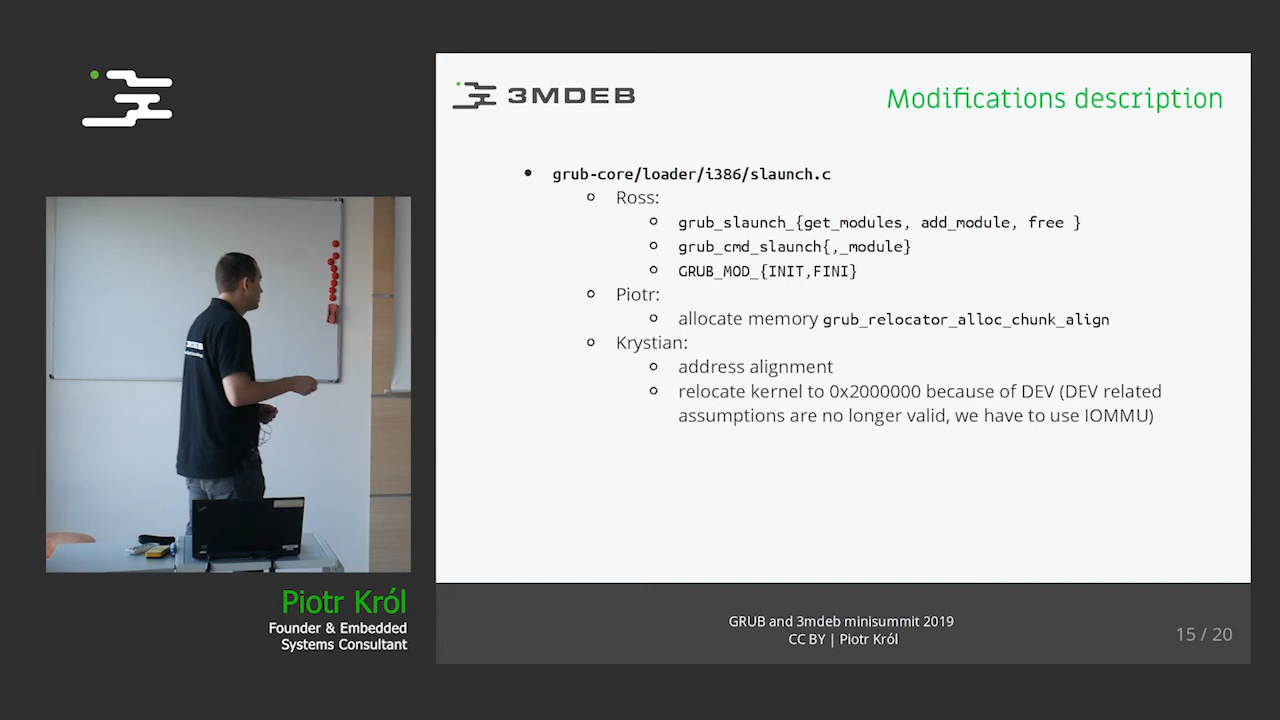 3MDEB
Modifications description
grub-core/loader/i386/slaunch.c
Ross:
grub_slaunch_{get_modules, add_module, free }
grub_cmd_slaunch{,_module}
GRUB_MOD_{INIT,FINI}
Piotr:
allocate memory grub_relocator_alloc_chunk_align
Krystian:
address alignment
relocate kernel to 0x2000000 because of DEV (DEV related
assumptions are no longer valid, we have to use IOMMU)
3MDEB
Piotr Król
Founder & Embedded
Systems Consultant
GRUB and 3mdeb minisummit 2019
CC BY | Piotr Król
15 / 20